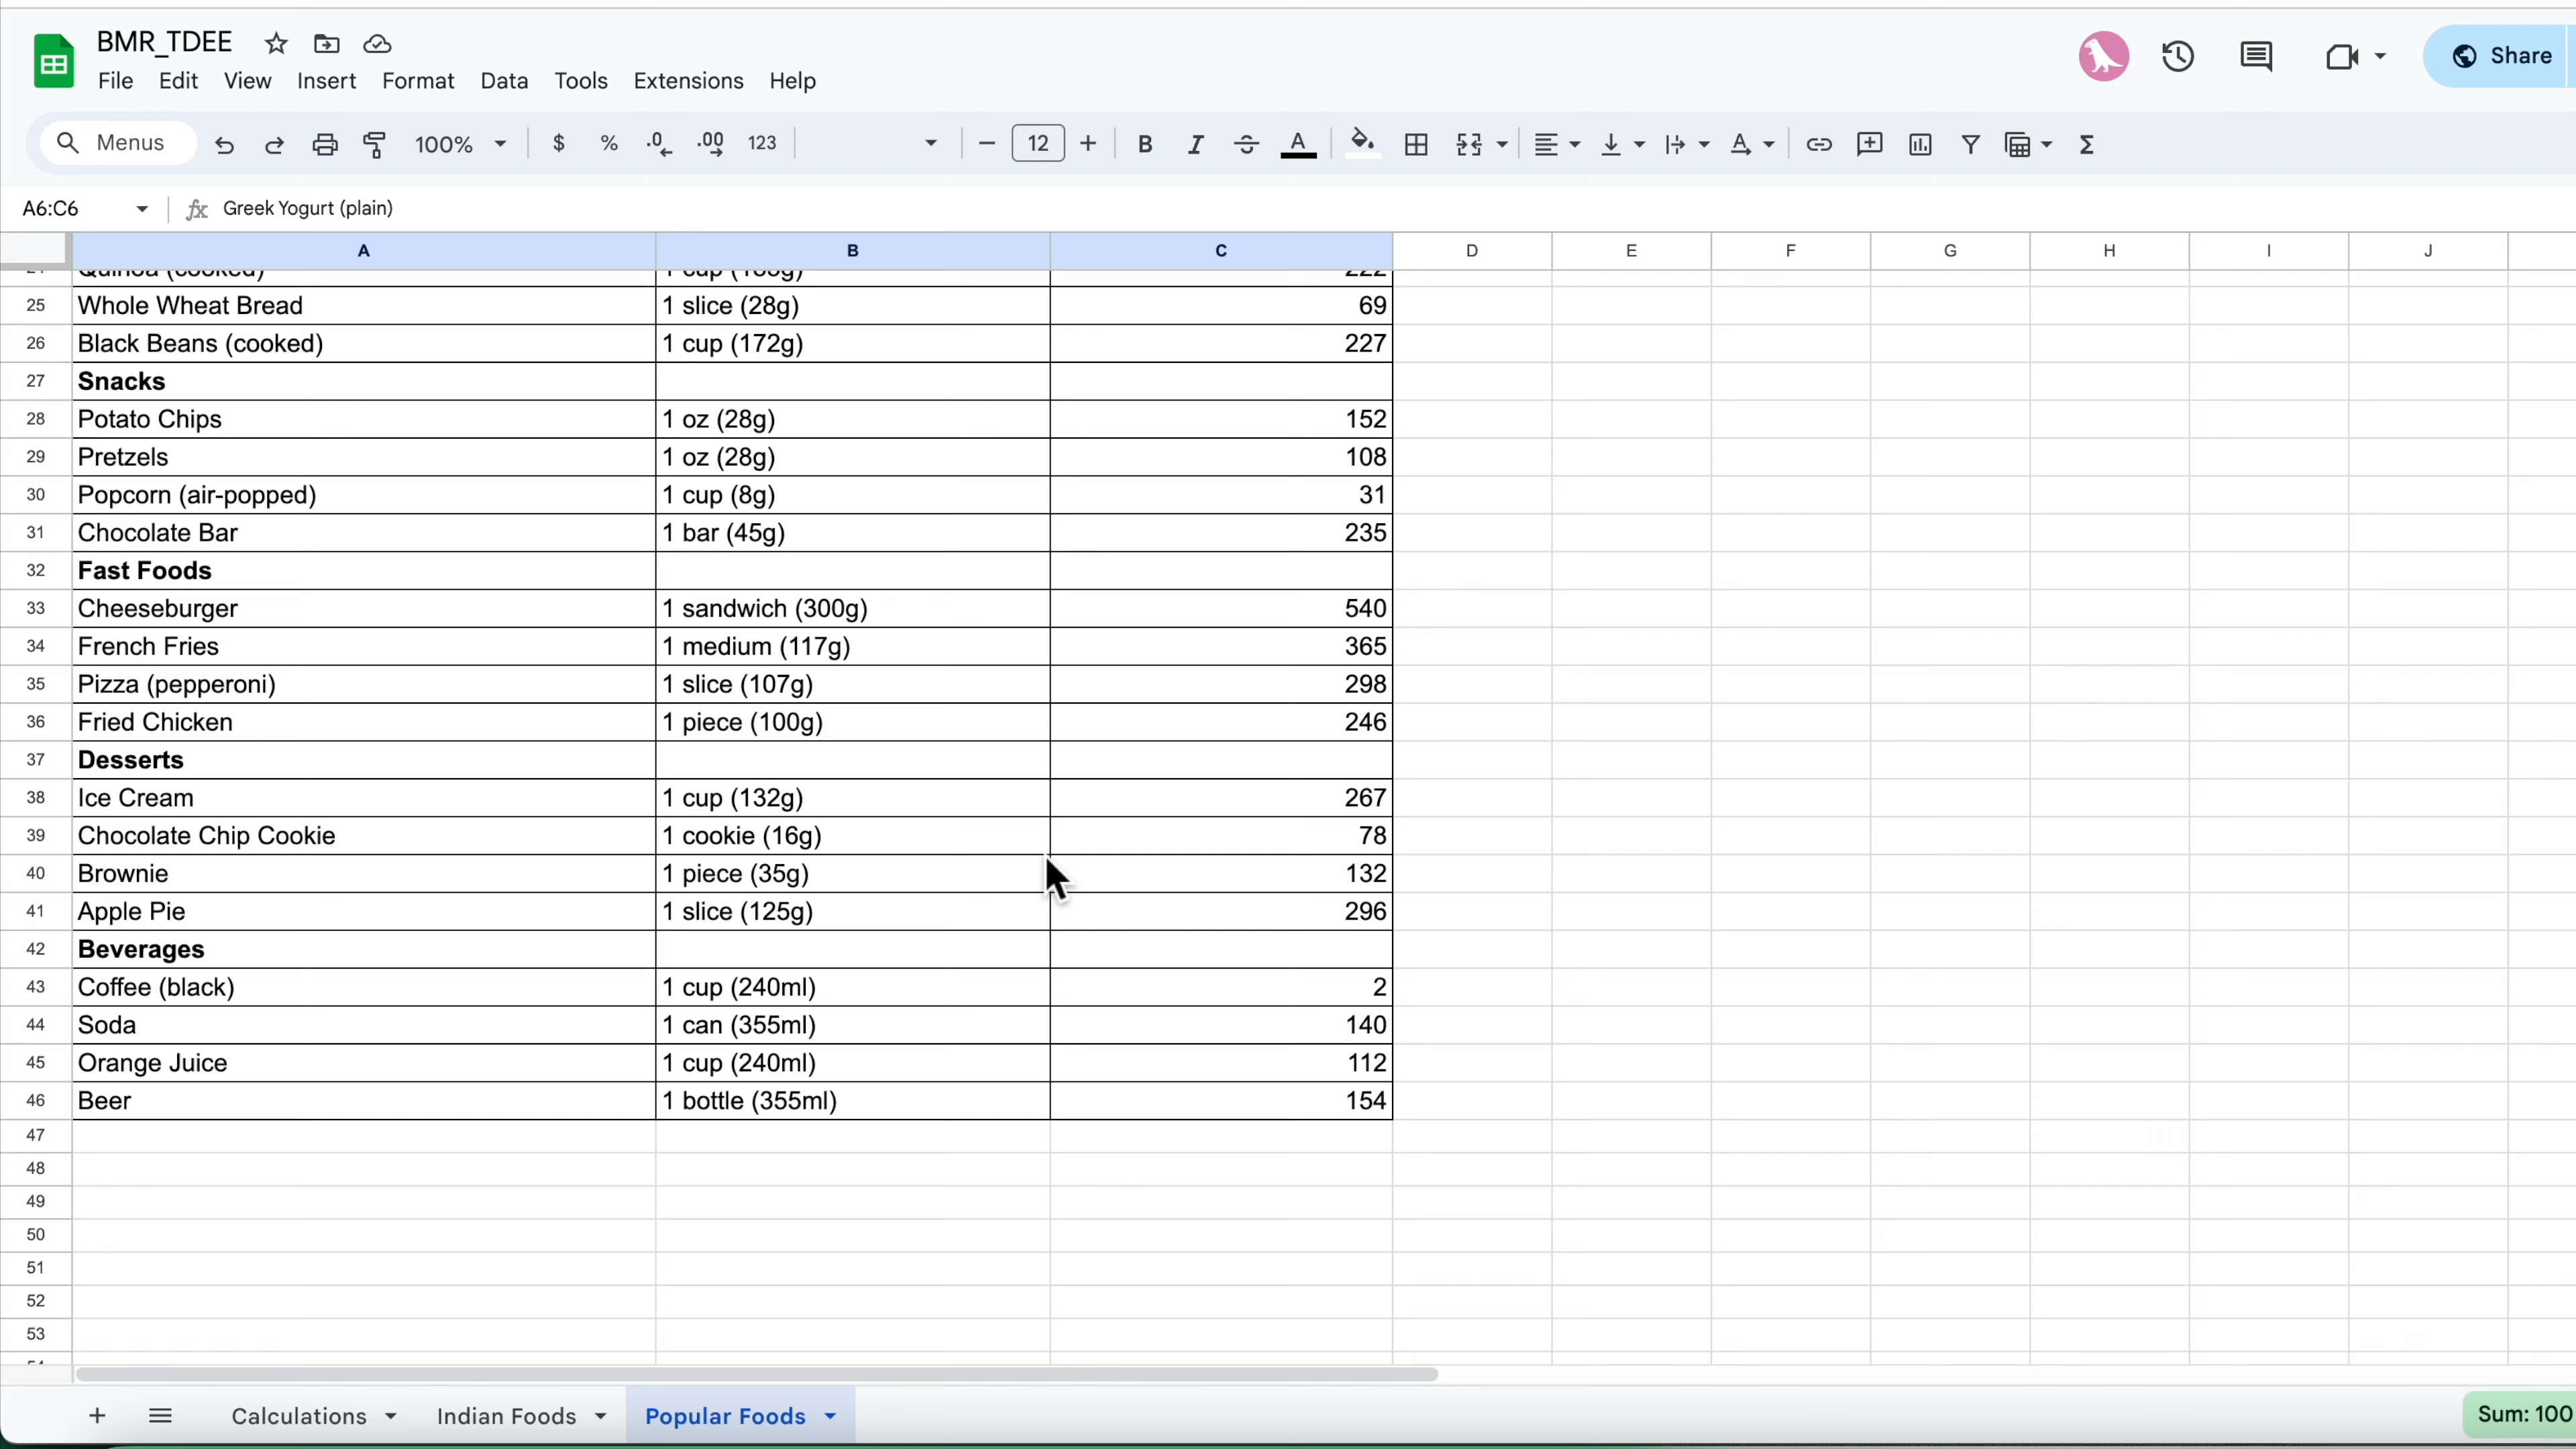 BMR_TDEE
File Edit View Insert Format Data Tools Extensions Help
Share
Menus 100% $ % .0 .00 123 12 B I A A Σ
A6:C6 fx Greek Yogurt (plain)
A B C D E F G H I J
Quinoa (cooked) 222
25 Whole Wheat Bread 1 slice (28g) 69
26 Black Beans (cooked) 1 cup (172g) 227
27 Snacks
28 Potato Chips 1 oz (28g) 152
29 Pretzels 1 oz (28g) 108
30 Popcorn (air-popped) 1 cup (8g) 31
31 Chocolate Bar 1 bar (45g) 235
32 Fast Foods
33 Cheeseburger 1 sandwich (300g) 540
34 French Fries 1 medium (117g) 365
35 Pizza (pepperoni) 1 slice (107g) 298
36 Fried Chicken 1 piece (100g) 246
37 Desserts
38 Ice Cream 1 cup (132g) 267
39 Chocolate Chip Cookie 1 cookie (16g) 78
40 Brownie 1 piece (35g) 132
41 Apple Pie 1 slice (125g) 296
42 Beverages
43 Coffee (black) 1 cup (240ml) 2
44 Soda 1 can (355ml) 140
45 Orange Juice 1 cup (240ml) 112
46 Beer 1 bottle (355ml) 154
47
48
49
50
51
52
53
Calculations Indian Foods Popular Foods Sum: 100